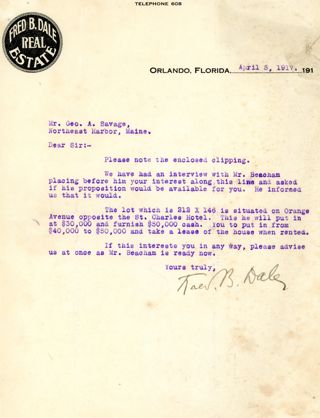 TELEPHONE 608
FRED B. DALE
REAL
ESTATE
ORLANDO, FLORIDA, April 5, 1917. 191
Mr. Geo. A. Savage,
Northeast Harbor, Maine.
Dear Sir:-
Please note the enclosed clipping.
We have had an interview with Mr. Beacham
placing before him your interest along this line and asked
if his proposition would be available for you. He informed
us that it would.
The lot which is 212 X 146 is situated on Orange
Avenue opposite the St. Charles Hotel. This he will put in
at $30,000 and furnish $50,000 cash. You to put in from
$40,000 to $50,000 and take a lease of the house when rented.
If this interests you in any way, please advise
us at once as Mr. Beacham is ready now.
Yours truly,
Fred. B. Dale